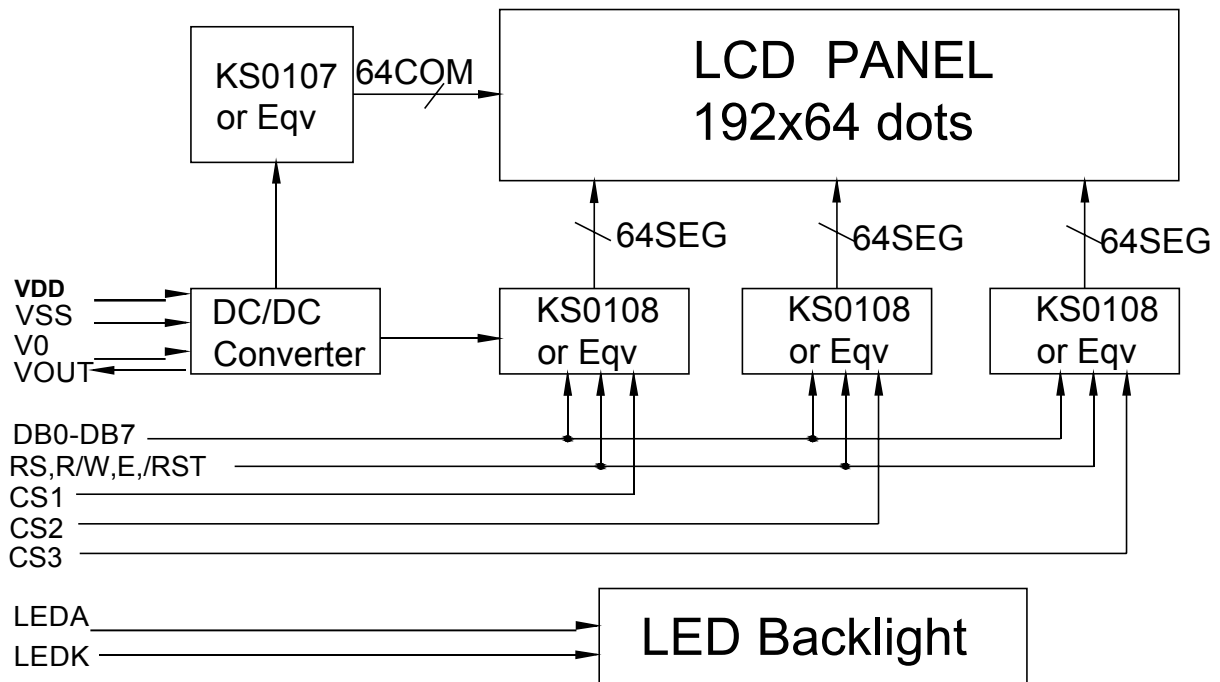 KS0107
or Eqv
64COM
LCD PANEL
192x64 dots
64SEG
64SEG
64SEG
VDD
VSS
V0
VOUT
DC/DC
Converter
KS0108
or Eqv
KS0108
or Eqv
KS0108
or Eqv
DB0-DB7
RS,R/W,E,/RST
CS1
CS2
CS3
LEDA
LEDK
LED Backlight